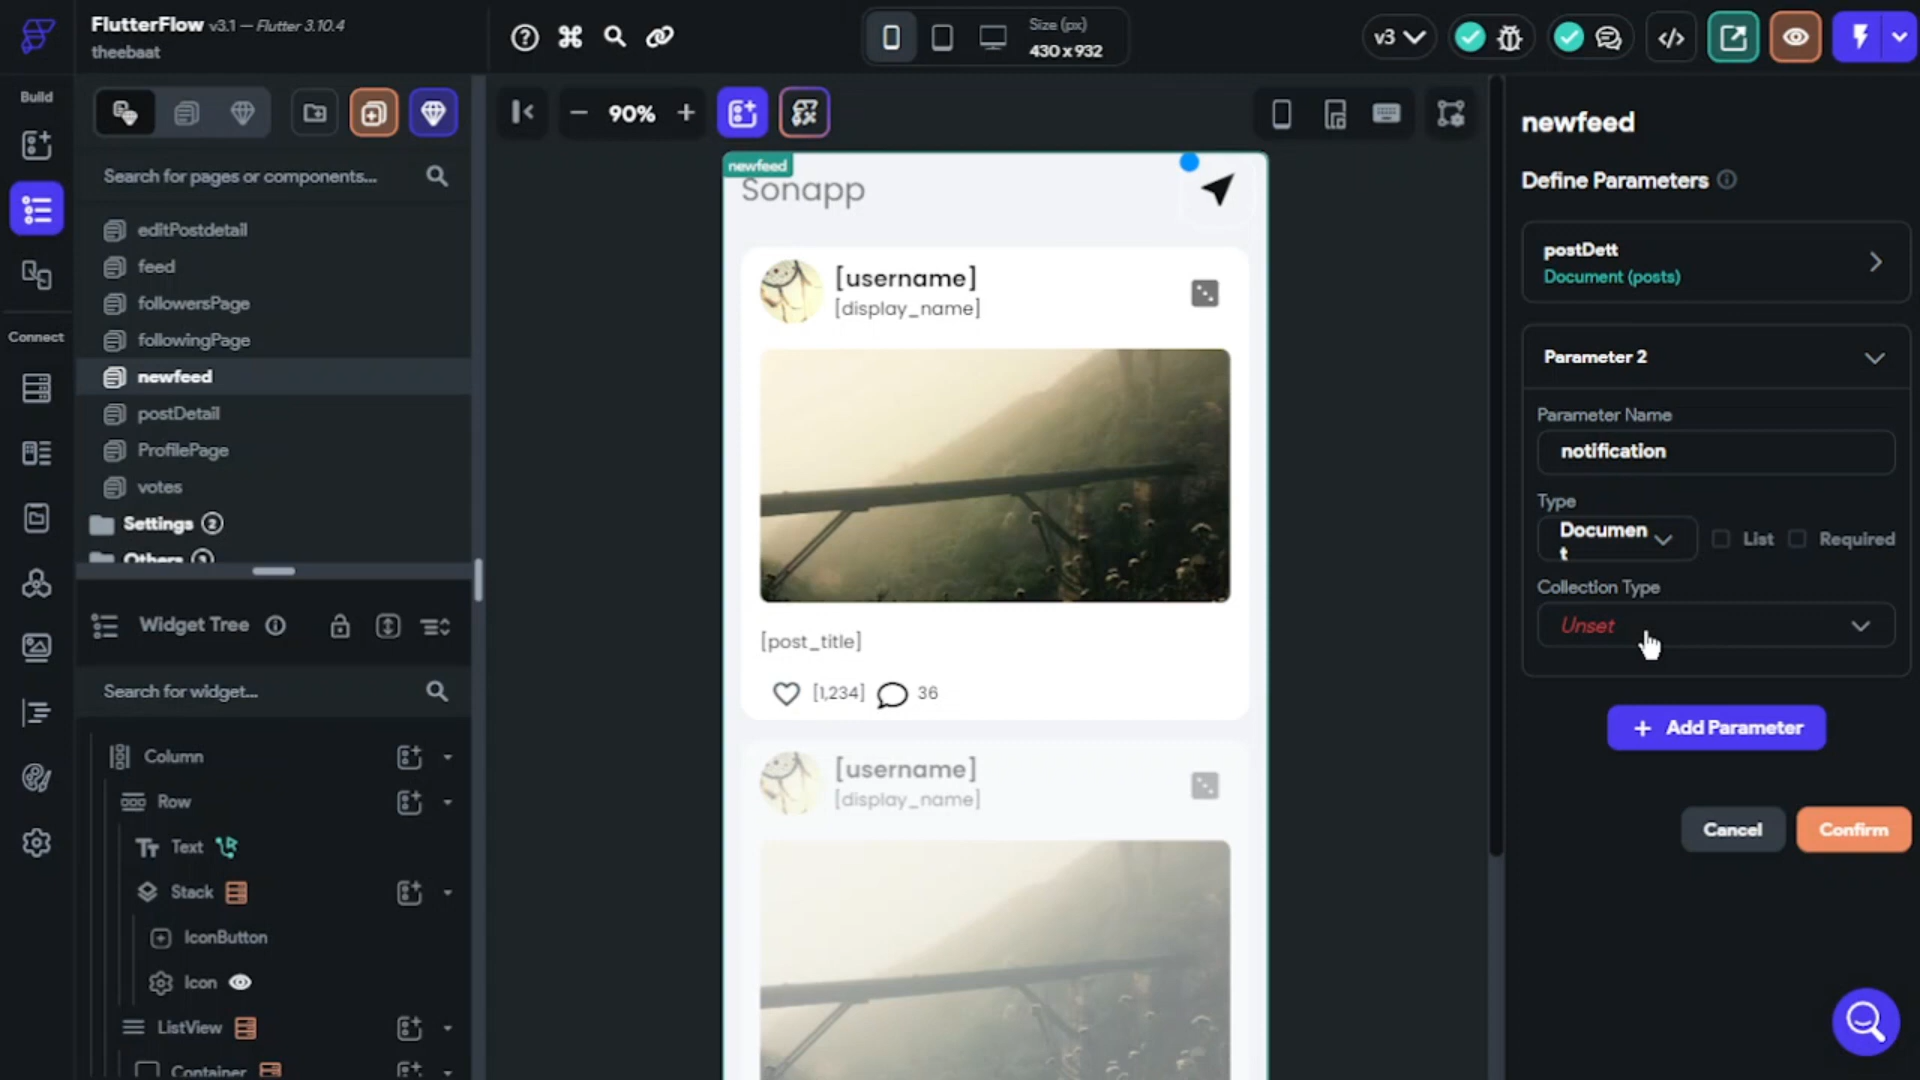 FlutterFlow v3.1 – Flutter 3.10.4
theebaat
Size (px)
430 x 932
v3
Build
Connect
Search for pages or components...
editPostdetail
feed
followersPage
followingPage
newfeed
postDetail
ProfilePage
votes
Settings 2
Others 3
Widget Tree
Search for widget...
Column
Row
Tt Text
Stack
IconButton
Icon
ListView
Container
90%
newfeed
Sonapp
[username]
[display_name]
[post_title]
[1,234] 36
[username]
[display_name]
newfeed
Define Parameters
postDett
Document (posts)
Parameter 2
Parameter Name
notification
Type
Documen
t
List
Required
Collection Type
Unset
+ Add Parameter
Cancel
Confirm